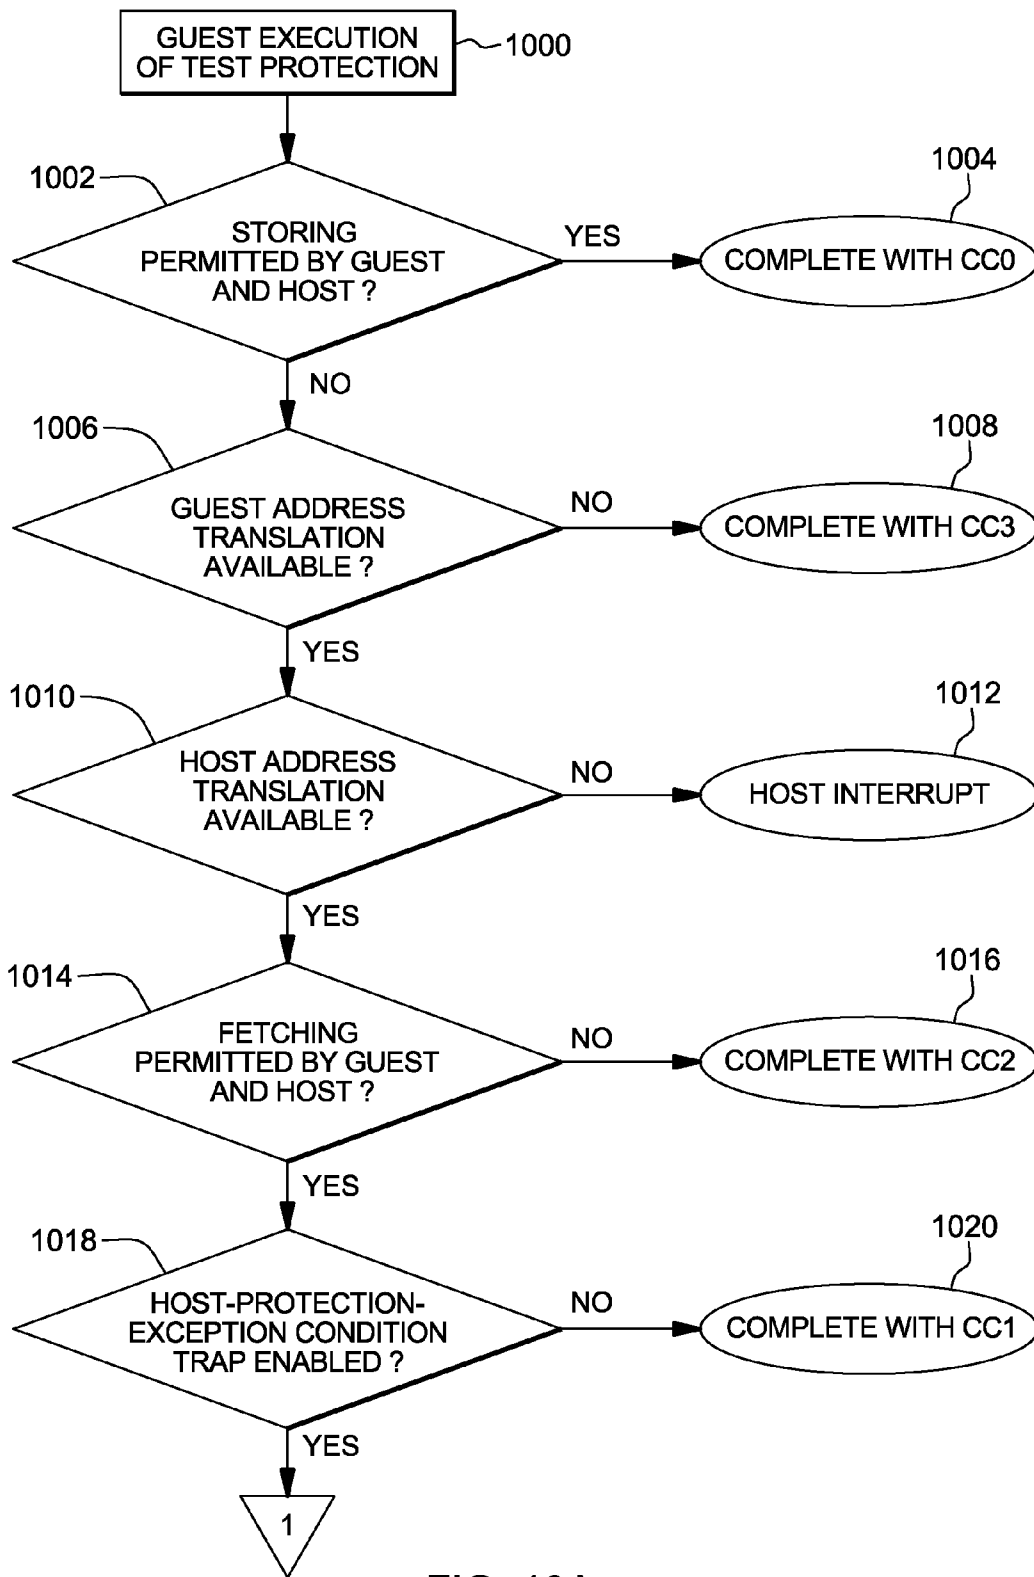 GUEST EXECUTION
OF TEST PROTECTION
1000
1002
STORING
PERMITTED BY GUEST
AND HOST ?
YES
1004
COMPLETE WITH CC0
NO
1006
GUEST ADDRESS
TRANSLATION
AVAILABLE ?
NO
1008
COMPLETE WITH CC3
YES
1010
HOST ADDRESS
TRANSLATION
AVAILABLE ?
NO
1012
HOST INTERRUPT
YES
1014
FETCHING
PERMITTED BY GUEST
AND HOST ?
NO
1016
COMPLETE WITH CC2
YES
1018
HOST-PROTECTION-
EXCEPTION CONDITION
TRAP ENABLED ?
NO
1020
COMPLETE WITH CC1
YES
1